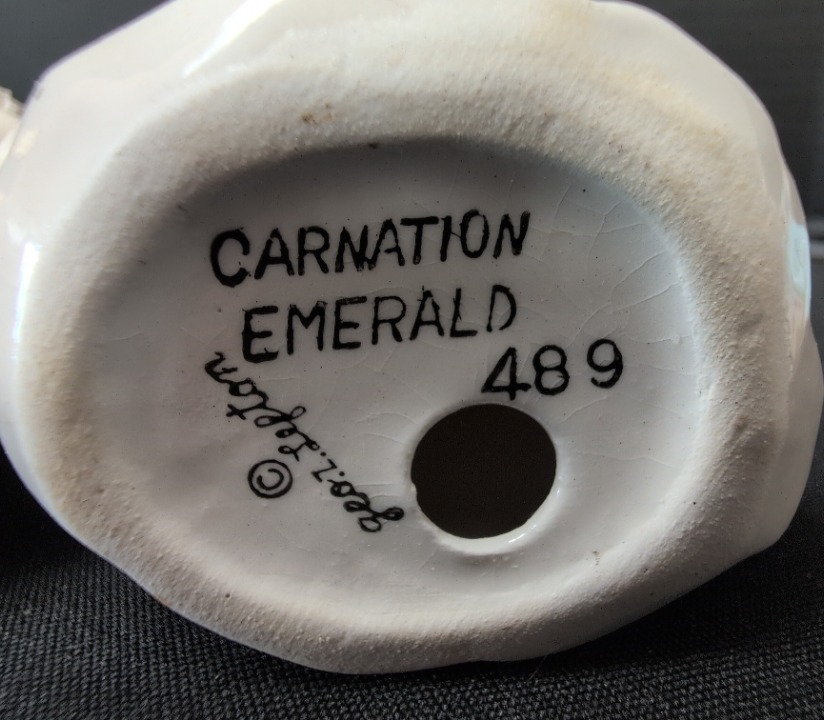 CARNATION
EMERALD
489
© geo. z. Lefton